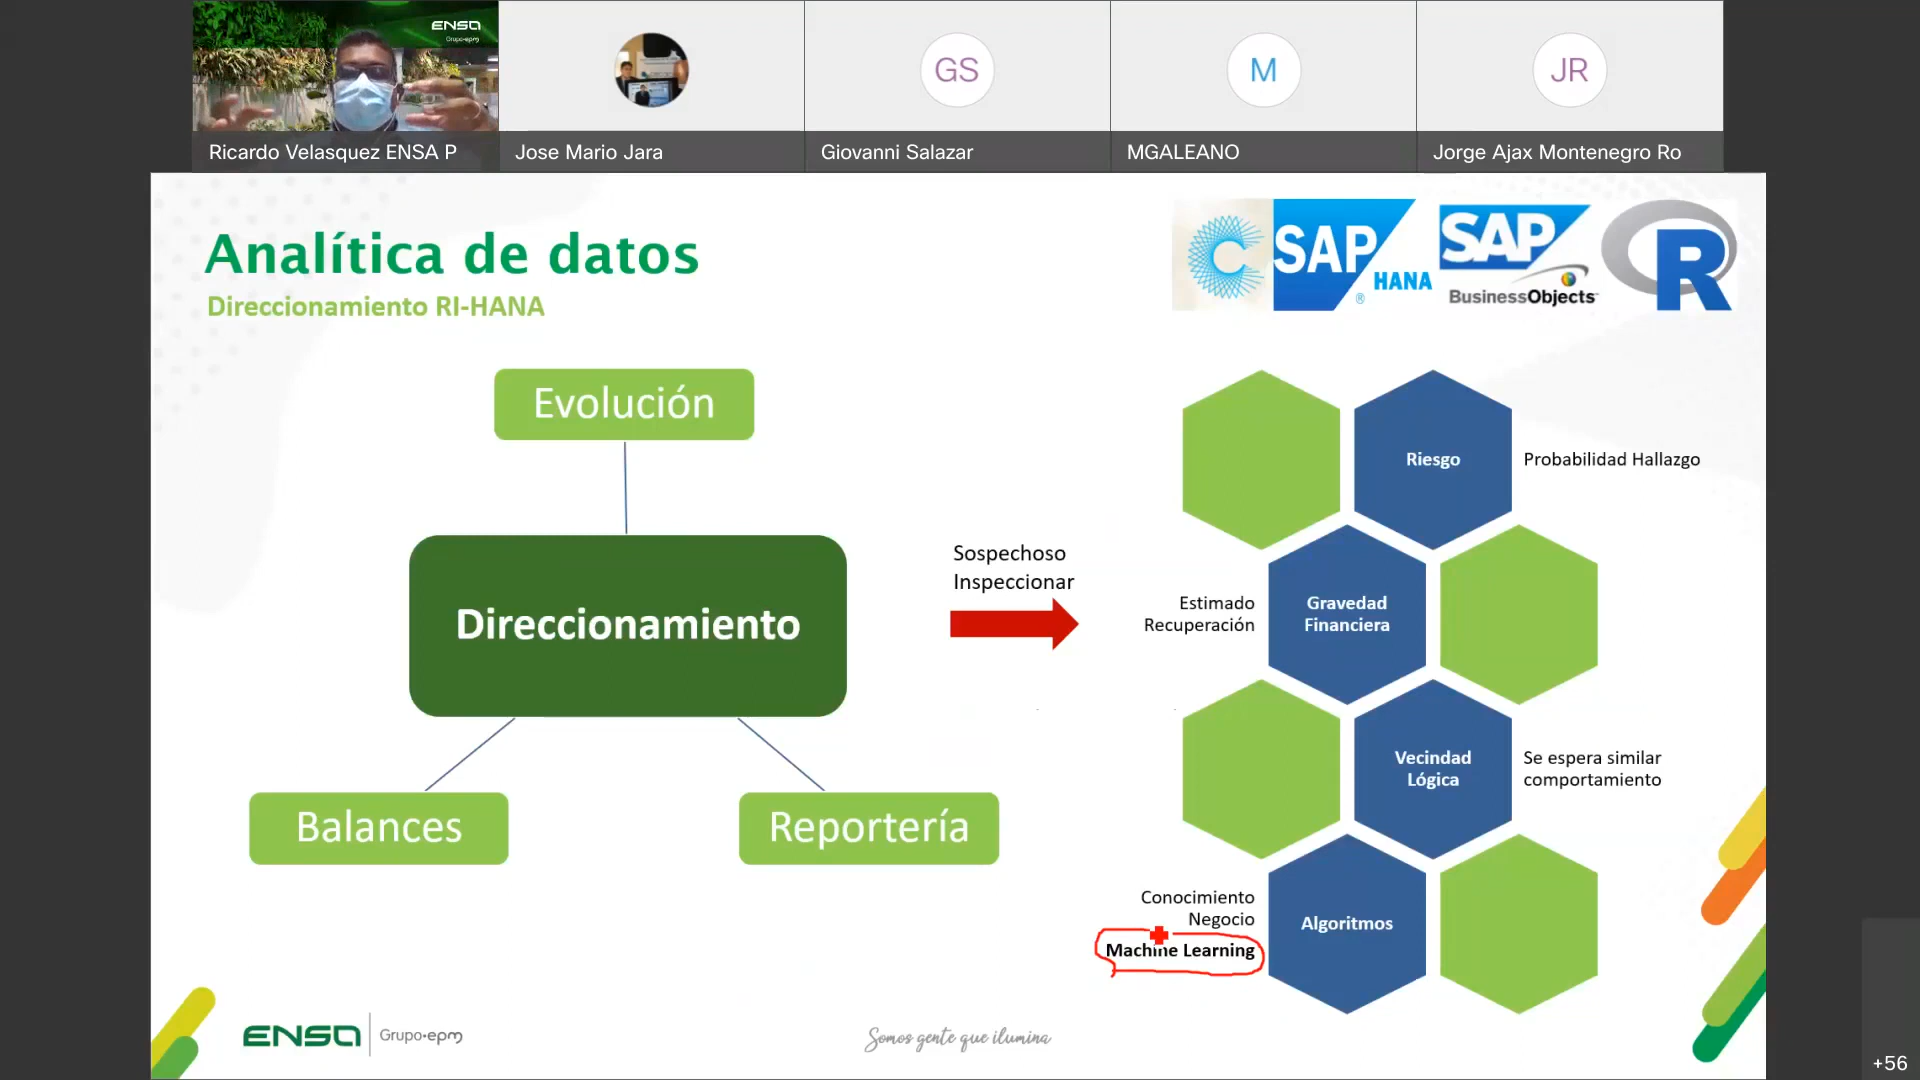 ENSA
Grupo·epm
GS
M
JR
Ricardo Velasquez ENSA P
Jose Mario Jara
Giovanni Salazar
MGALEANO
Jorge Ajax Montenegro Ro
Analítica de datos
Direccionamiento RI-HANA
C
SAP
® HANA
SAP
BusinessObjects
R
Evolución
Direccionamiento
Balances
Reportería
Sospechoso
Inspeccionar
Riesgo
Probabilidad Hallazgo
Estimado
Recuperación
Gravedad
Financiera
Vecindad
Lógica
Se espera similar
comportamiento
Conocimiento
Negocio
Machine Learning
Algoritmos
ENSA
Grupo·epm
Somos gente que ilumina
+56